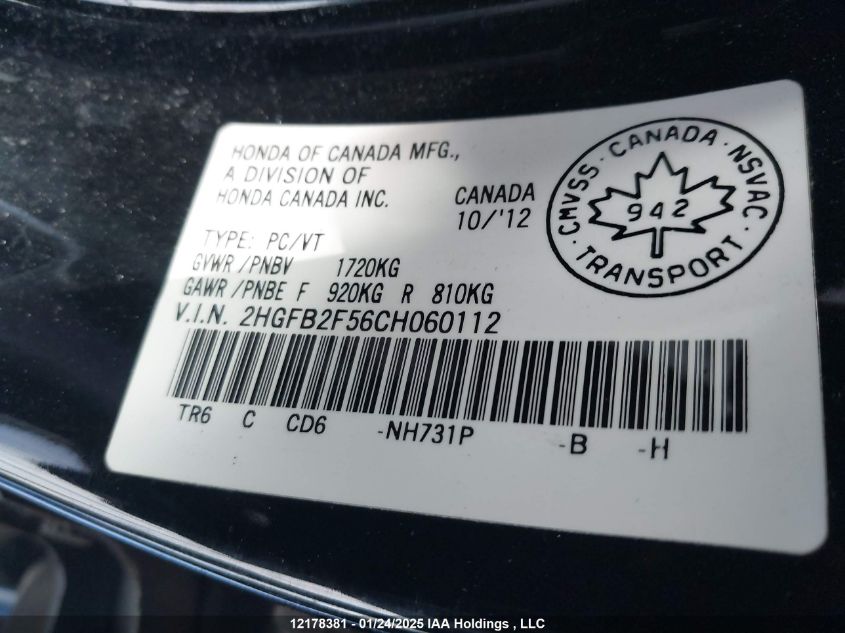 HONDA OF CANADA MFG.,
A DIVISION OF
HONDA CANADA INC.
CANADA
10/'12
CMVSS · CANADA · NSVAC · TRANSPORT ·
942
TYPE: PC/VT
GVWR/PNBV 1720KG
GAWR/PNBE F 920KG R 810KG
V.I.N. 2HGFB2F56CH060112
TR6 C CD6 -NH731P -B -H
12178381 - 01/24/2025 IAA Holdings , LLC